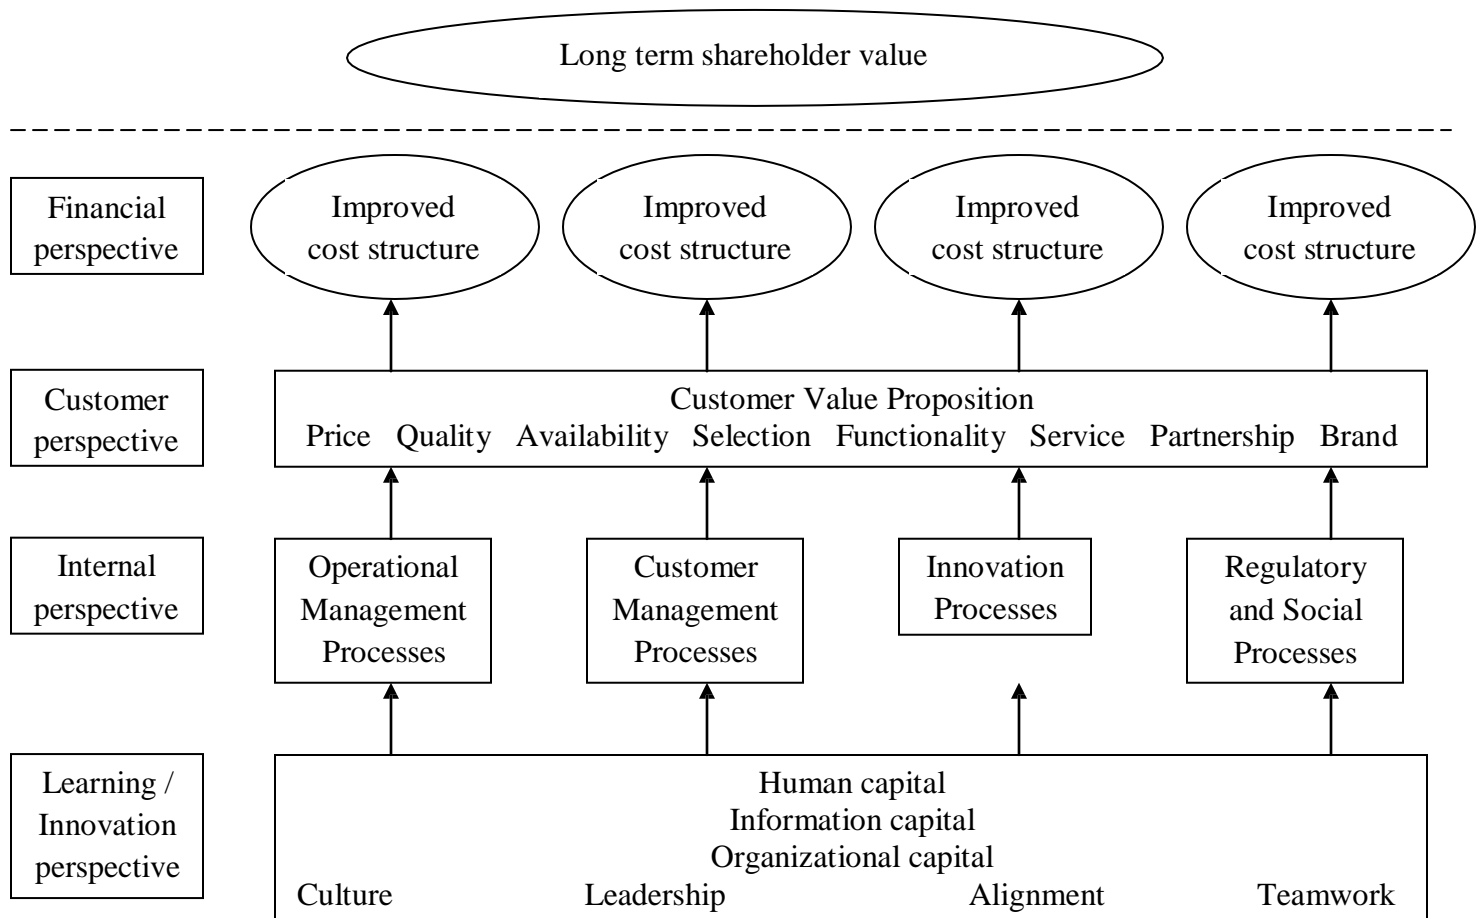 Long term shareholder value
Financial
perspective
Improved
cost structure
Improved
cost structure
Improved
cost structure
Improved
cost structure
Customer
perspective
Customer Value Proposition
Price Quality Availability Selection Functionality Service Partnership Brand
Internal
perspective
Operational
Management
Processes
Customer
Management
Processes
Innovation
Processes
Regulatory
and Social
Processes
Learning /
Innovation
perspective
Human capital
Information capital
Organizational capital
Culture Leadership Alignment Teamwork